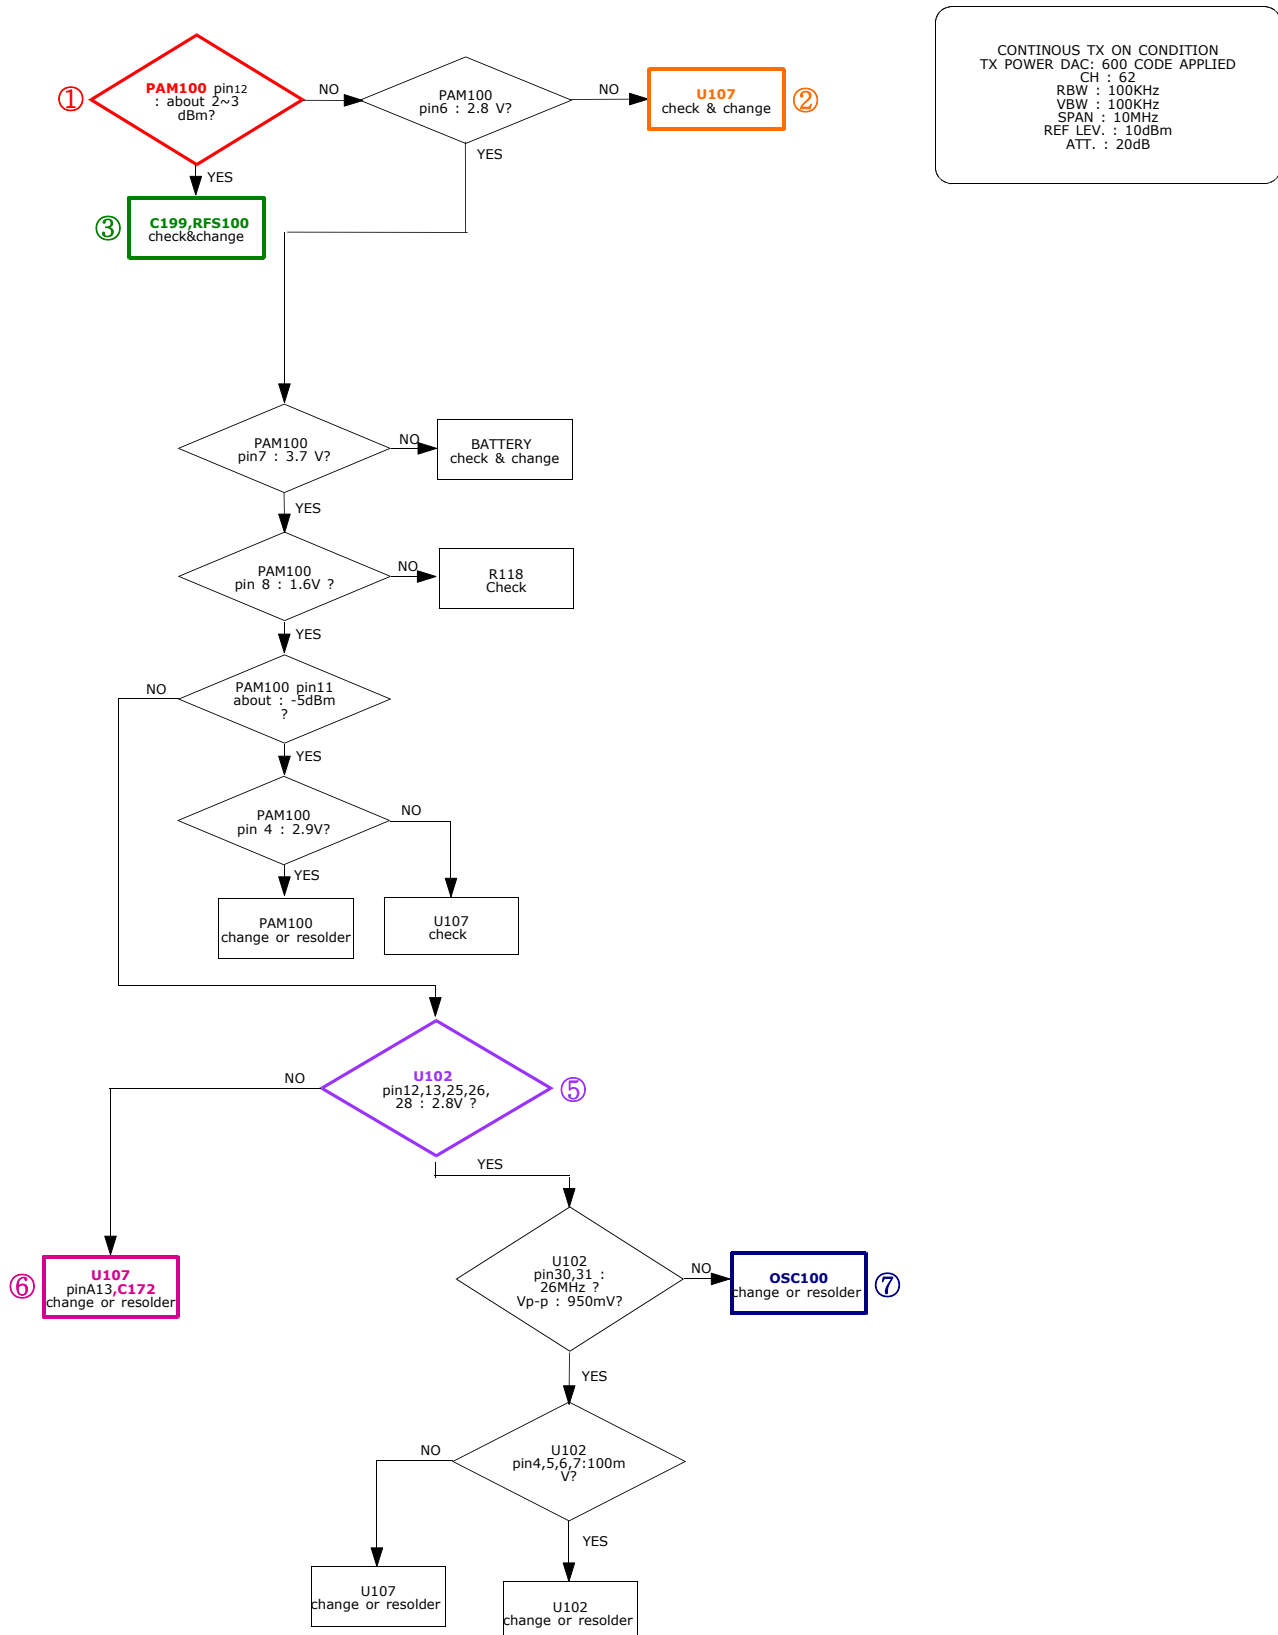 CONTINOUS TX ON CONDITION
TX POWER DAC: 600 CODE APPLIED
CH : 62
RBW : 100KHz
VBW : 100KHz
SPAN : 10MHz
REF LEV. : 10dBm
ATT. : 20dB
①
PAM100 pin12
: about 2~3
dBm?
NO
PAM100
pin6 : 2.8 V?
NO
U107
check & change
②
YES
YES
③
C199,RFS100
check&change
PAM100
pin7 : 3.7 V?
NO
BATTERY
check & change
YES
PAM100
pin 8 : 1.6V ?
NO
R118
Check
YES
NO
PAM100 pin11
about : -5dBm
?
YES
PAM100
pin 4 : 2.9V?
NO
YES
PAM100
change or resolder
U107
check
NO
U102
pin12,13,25,26,
28 : 2.8V ?
⑤
YES
⑥
U107
pinA13,C172
change or resolder
U102
pin30,31 :
26MHz ?
Vp-p : 950mV?
NO
OSC100
change or resolder
⑦
YES
NO
U102
pin4,5,6,7:100m
V?
YES
U107
change or resolder
U102
change or resolder